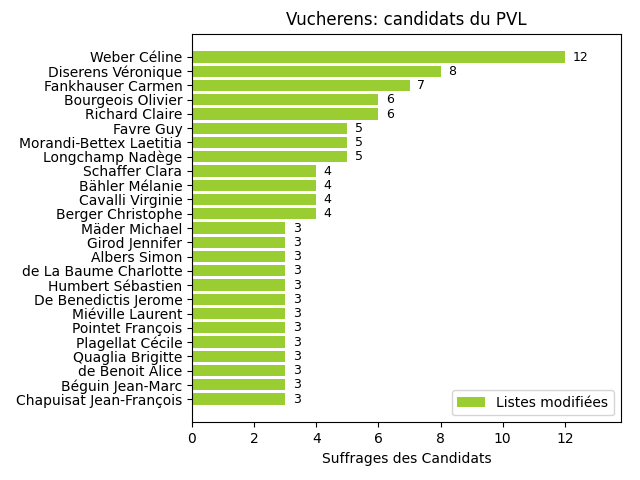 Vucherens: candidats du PVL
Weber Céline 12
Diserens Véronique 8
Fankhauser Carmen 7
Bourgeois Olivier 6
Richard Claire 6
Favre Guy 5
Morandi-Bettex Laetitia 5
Longchamp Nadège 5
Schaffer Clara 4
Bähler Mélanie 4
Cavalli Virginie 4
Berger Christophe 4
Mäder Michael 3
Girod Jennifer 3
Albers Simon 3
de La Baume Charlotte 3
Humbert Sébastien 3
De Benedictis Jerome 3
Miéville Laurent 3
Pointet François 3
Plagellat Cécile 3
Quaglia Brigitte 3
de Benoit Alice 3
Béguin Jean-Marc 3
Chapuisat Jean-François 3
Listes modifiées
0 2 4 6 8 10 12
Suffrages des Candidats